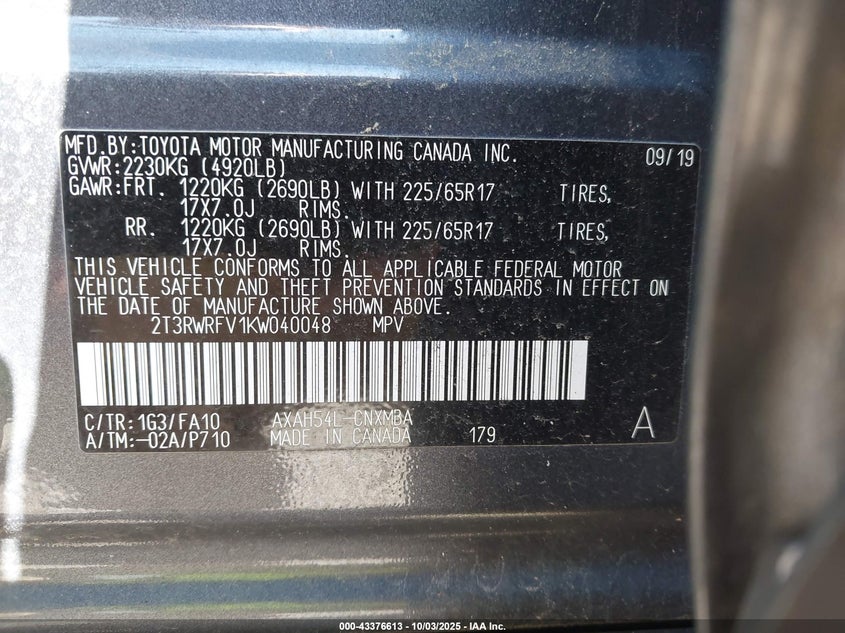 MFD.BY:TOYOTA MOTOR MANUFACTURING CANADA INC. 09/19
GVWR:2230KG (4920LB)
GAWR:FRT. 1220KG (2690LB) WITH 225/65R17 TIRES,
17X7.0J RIMS.
RR. 1220KG (2690LB) WITH 225/65R17 TIRES,
17X7.0J RIMS.
THIS VEHICLE CONFORMS TO ALL APPLICABLE FEDERAL MOTOR
VEHICLE SAFETY AND THEFT PREVENTION STANDARDS IN EFFECT ON
THE DATE OF MANUFACTURE SHOWN ABOVE.
2T3RWRFV1KW040048 MPV
C/TR:1G3/FA10 AXAH54L-CNXMBA
A/TM:-02A/P710 MADE IN CANADA 179 A
000-43376613 - 10/03/2025 - IAA Inc.